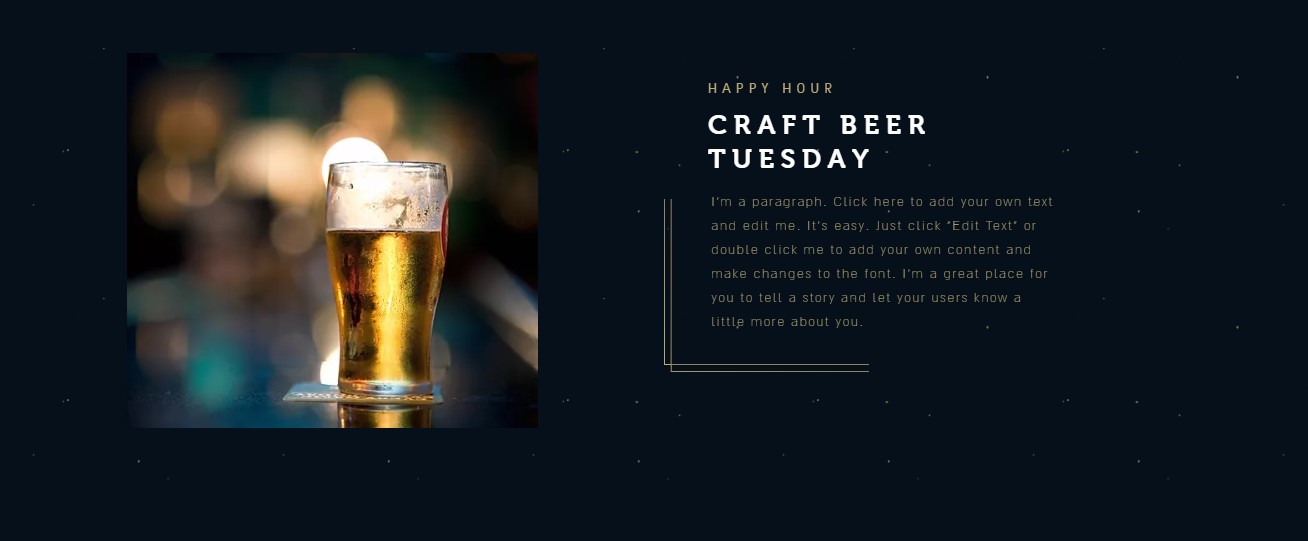 HAPPY HOUR
CRAFT BEER
TUESDAY
I'm a paragraph. Click here to add your own text
and edit me. It's easy. Just click "Edit Text" or
double click me to add your own content and
make changes to the font. I'm a great place for
you to tell a story and let your users know a
little more about you.